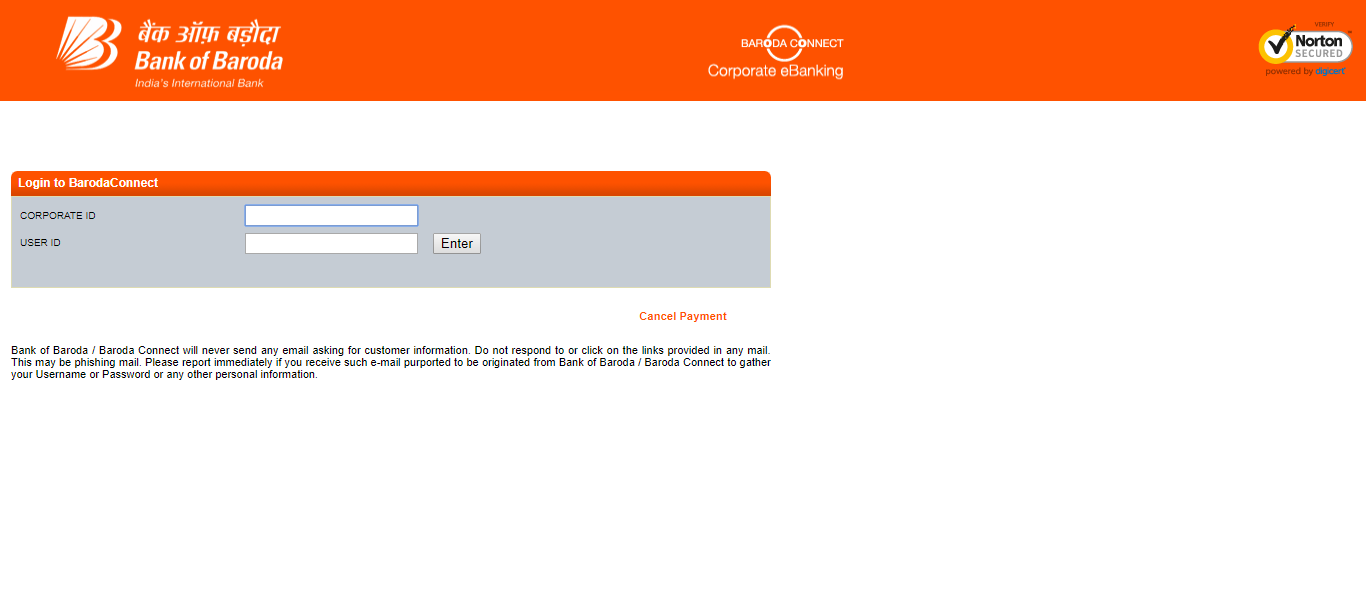 बैंक ऑफ़ बड़ौदा
Bank of Baroda
India's International Bank
BARODA CONNECT
Corporate eBanking
VERIFY
Norton
SECURED
powered by digicert
Login to BarodaConnect
CORPORATE ID
USER ID
Enter
Cancel Payment
Bank of Baroda / Baroda Connect will never send any email asking for customer information. Do not respond to or click on the links provided in any mail.
This may be phishing mail. Please report immediately if you receive such e-mail purported to be originated from Bank of Baroda / Baroda Connect to gather
your Username or Password or any other personal information.